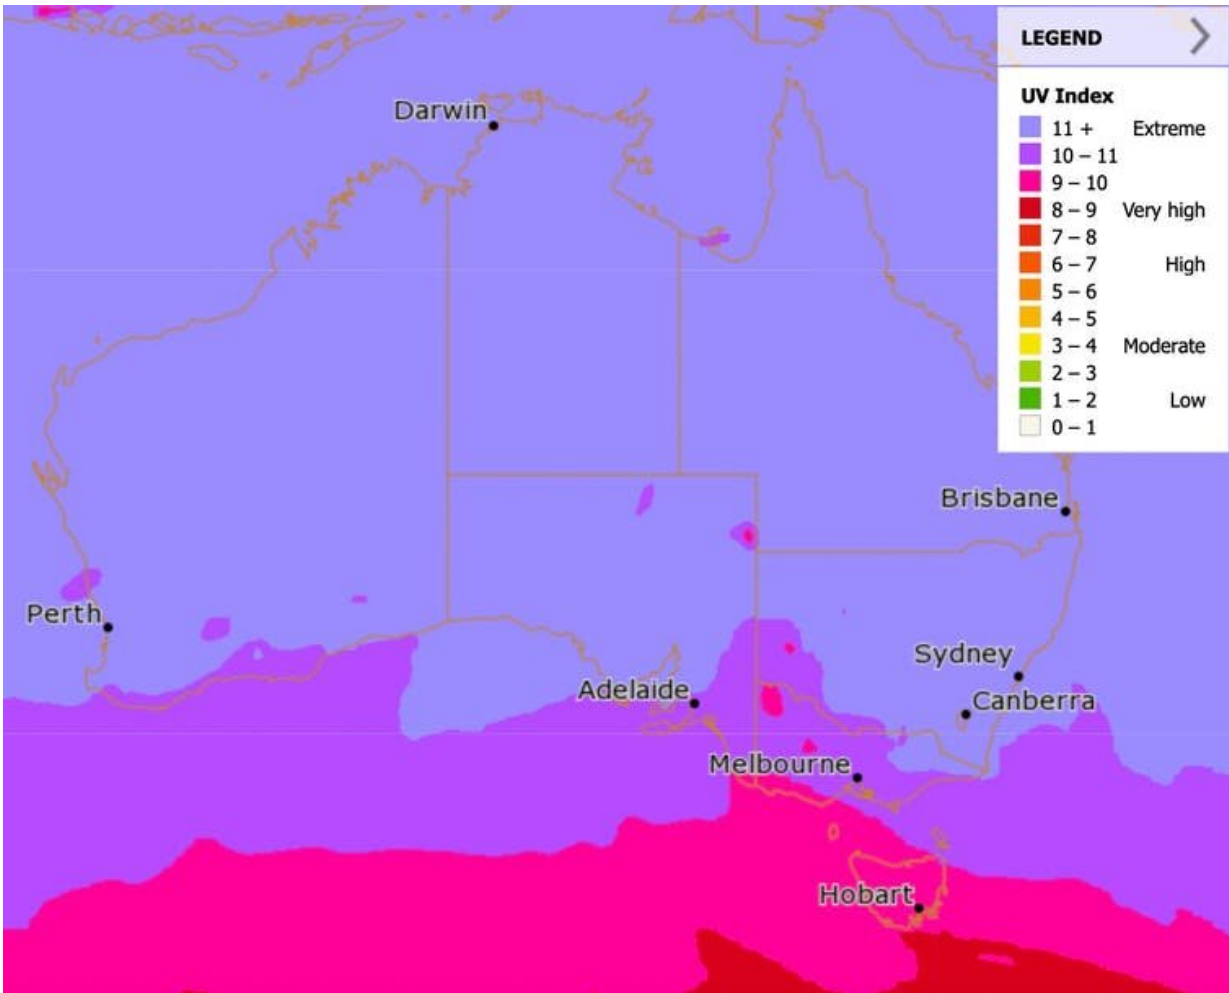 LEGEND
UV Index
11 + Extreme
10 – 11
9 – 10
8 – 9 Very high
7 – 8
6 – 7 High
5 – 6
4 – 5
3 – 4 Moderate
2 – 3
1 – 2 Low
0 – 1
Darwin
Brisbane
Perth
Sydney
Adelaide
Canberra
Melbourne
Hobart